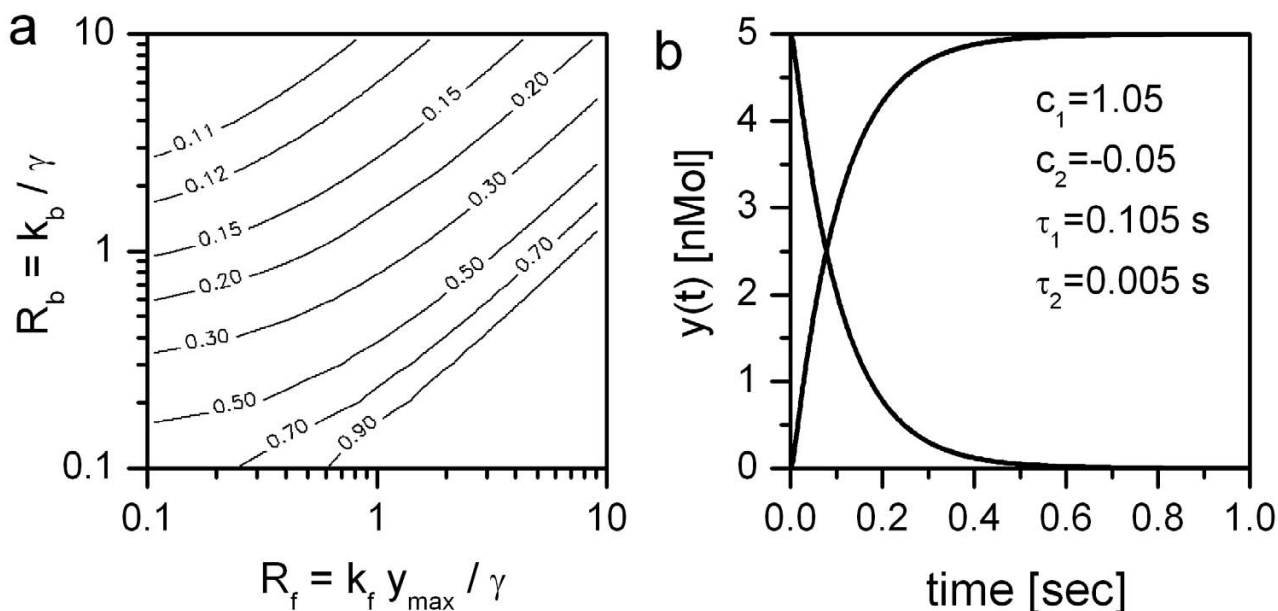 a
10
1
0.1
R_b = k_b / γ
0.11
0.12
0.15
0.15
0.20
0.20
0.30
0.30
0.50
0.50
0.70
0.70
0.90
0.1
1
10
R_f = k_f y_max / γ
b
5
4
3
2
1
0
y(t) [nMol]
c_1=1.05
c_2=-0.05
τ_1=0.105 s
τ_2=0.005 s
0.0 0.2 0.4 0.6 0.8 1.0
time [sec]